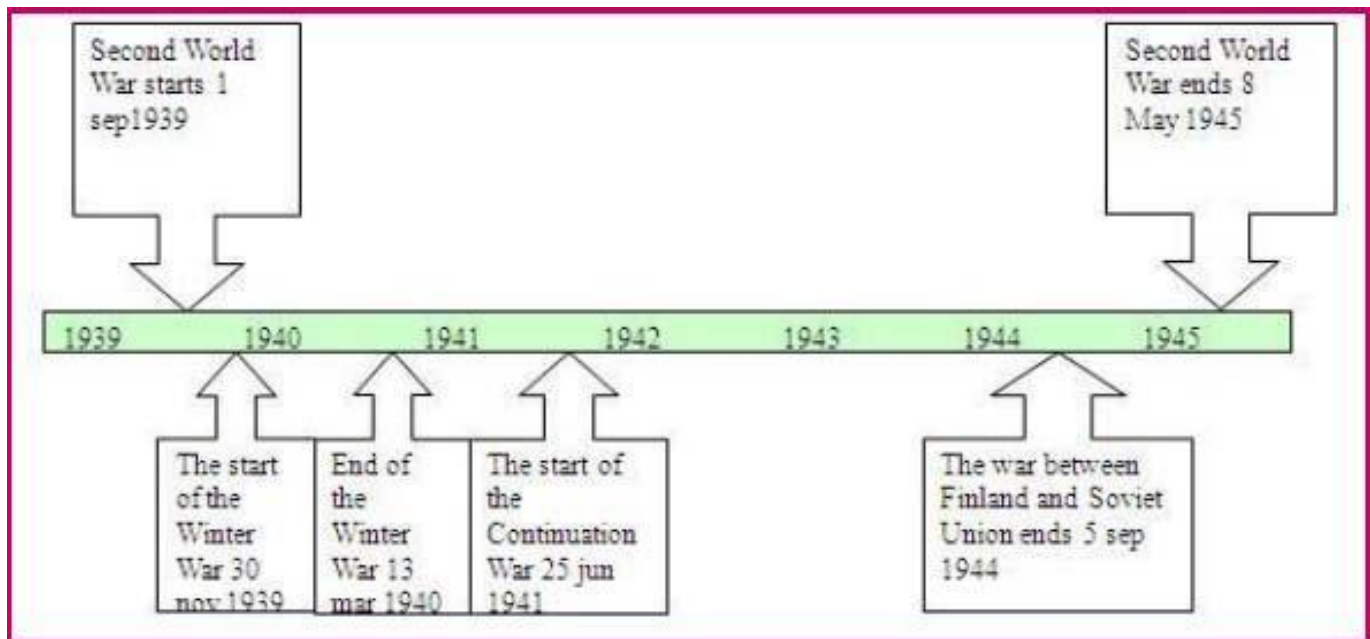 Second World
War starts 1
sep1939
Second World
War ends 8
May 1945
1939 1940 1941 1942 1943 1944 1945
The start
of the
Winter
War 30
nov 1939
End of
the
Winter
War 13
mar 1940
The start of
the
Continuation
War 25 jun
1941
The war between
Finland and Soviet
Union ends 5 sep
1944